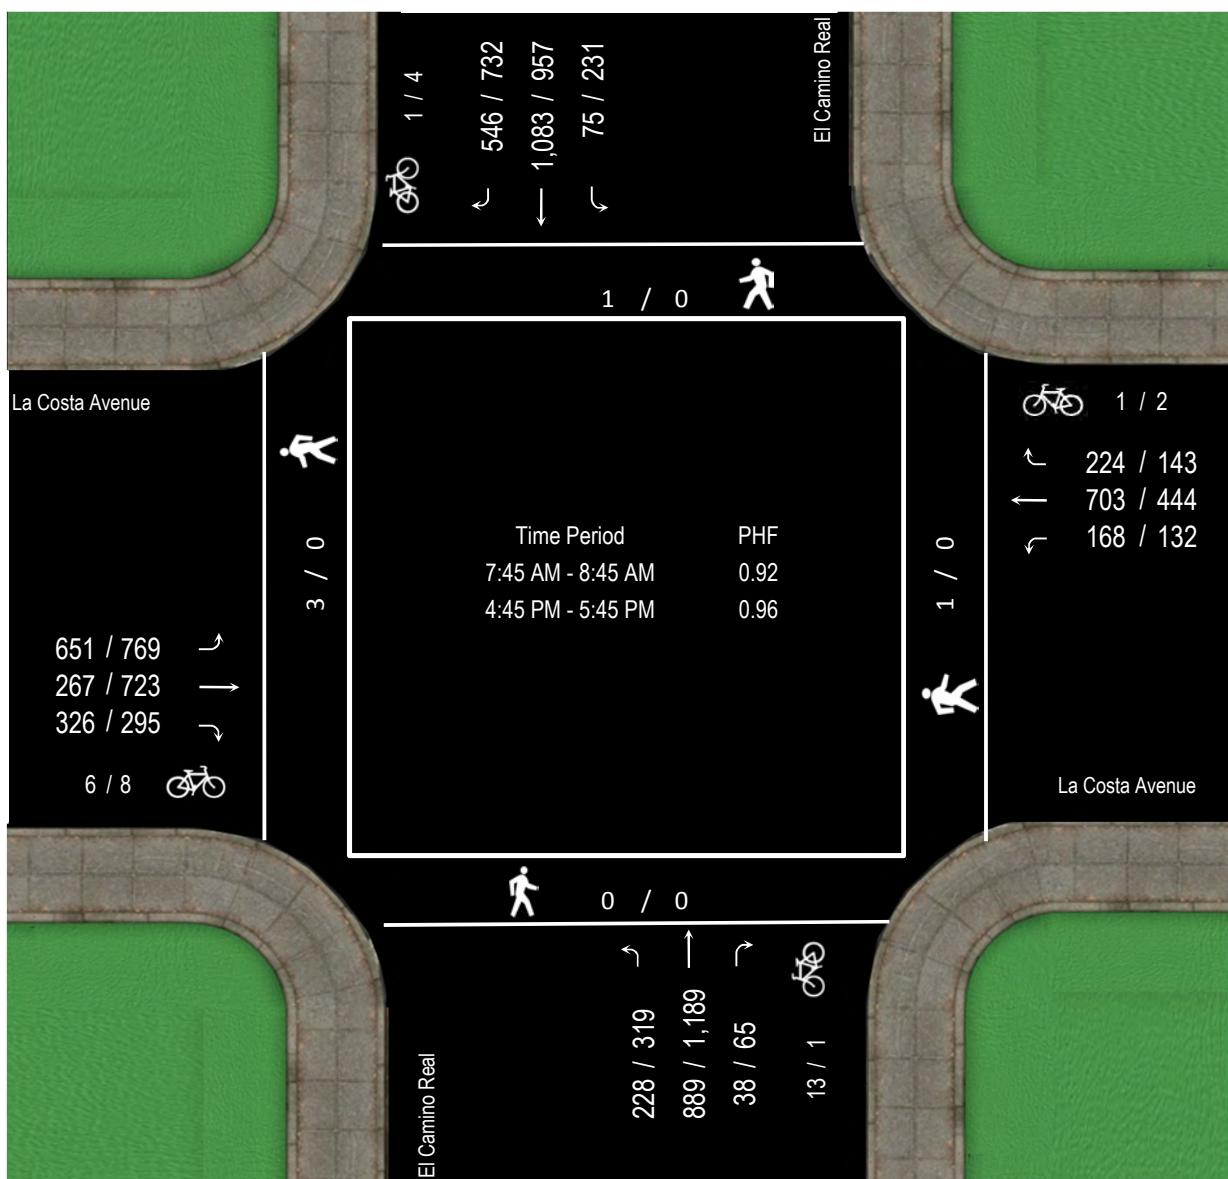 El Camino Real
1 / 4
546 / 732
1,083 / 957
75 / 231
1 / 0
La Costa Avenue
1 / 2
224 / 143
703 / 444
168 / 132
3 / 0
Time Period PHF
7:45 AM - 8:45 AM 0.92
4:45 PM - 5:45 PM 0.96
1 / 0
651 / 769
267 / 723
326 / 295
6 / 8
La Costa Avenue
0 / 0
228 / 319
889 / 1,189
38 / 65
13 / 1
El Camino Real